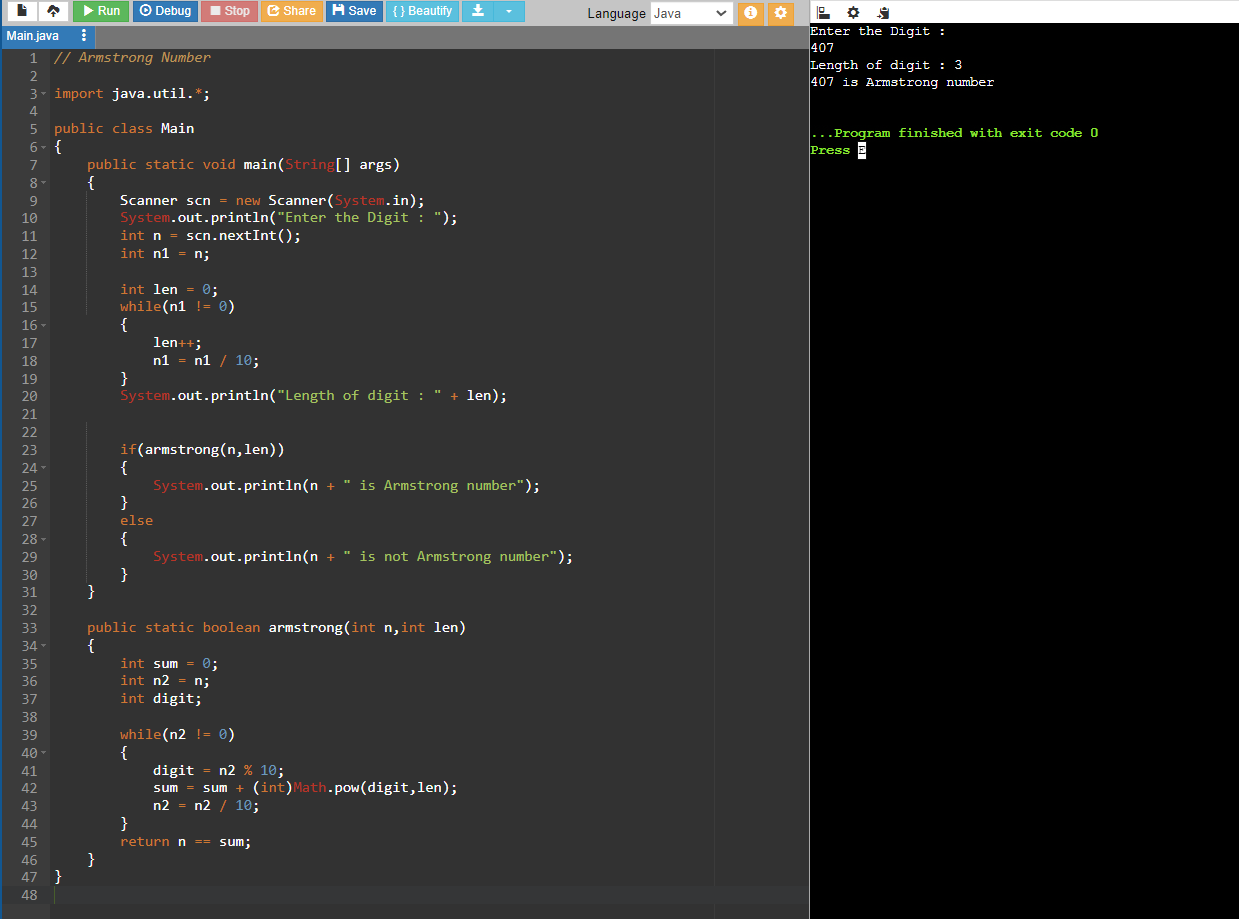 Run Debug Stop Share Save { } Beautify Language Java
Main.java
1 // Armstrong Number
2
3 import java.util.*;
4
5 public class Main
6 {
7 public static void main(String[] args)
8 {
9 Scanner scn = new Scanner(System.in);
10 System.out.println("Enter the Digit : ");
11 int n = scn.nextInt();
12 int n1 = n;
13
14 int len = 0;
15 while(n1 != 0)
16 {
17 len++;
18 n1 = n1 / 10;
19 }
20 System.out.println("Length of digit : " + len);
21
22
23 if(armstrong(n,len))
24 {
25 System.out.println(n + " is Armstrong number");
26 }
27 else
28 {
29 System.out.println(n + " is not Armstrong number");
30 }
31 }
32
33 public static boolean armstrong(int n,int len)
34 {
35 int sum = 0;
36 int n2 = n;
37 int digit;
38
39 while(n2 != 0)
40 {
41 digit = n2 % 10;
42 sum = sum + (int)Math.pow(digit,len);
43 n2 = n2 / 10;
44 }
45 return n == sum;
46 }
47 }
48
Enter the Digit :
407
Length of digit : 3
407 is Armstrong number
...Program finished with exit code 0
Press E